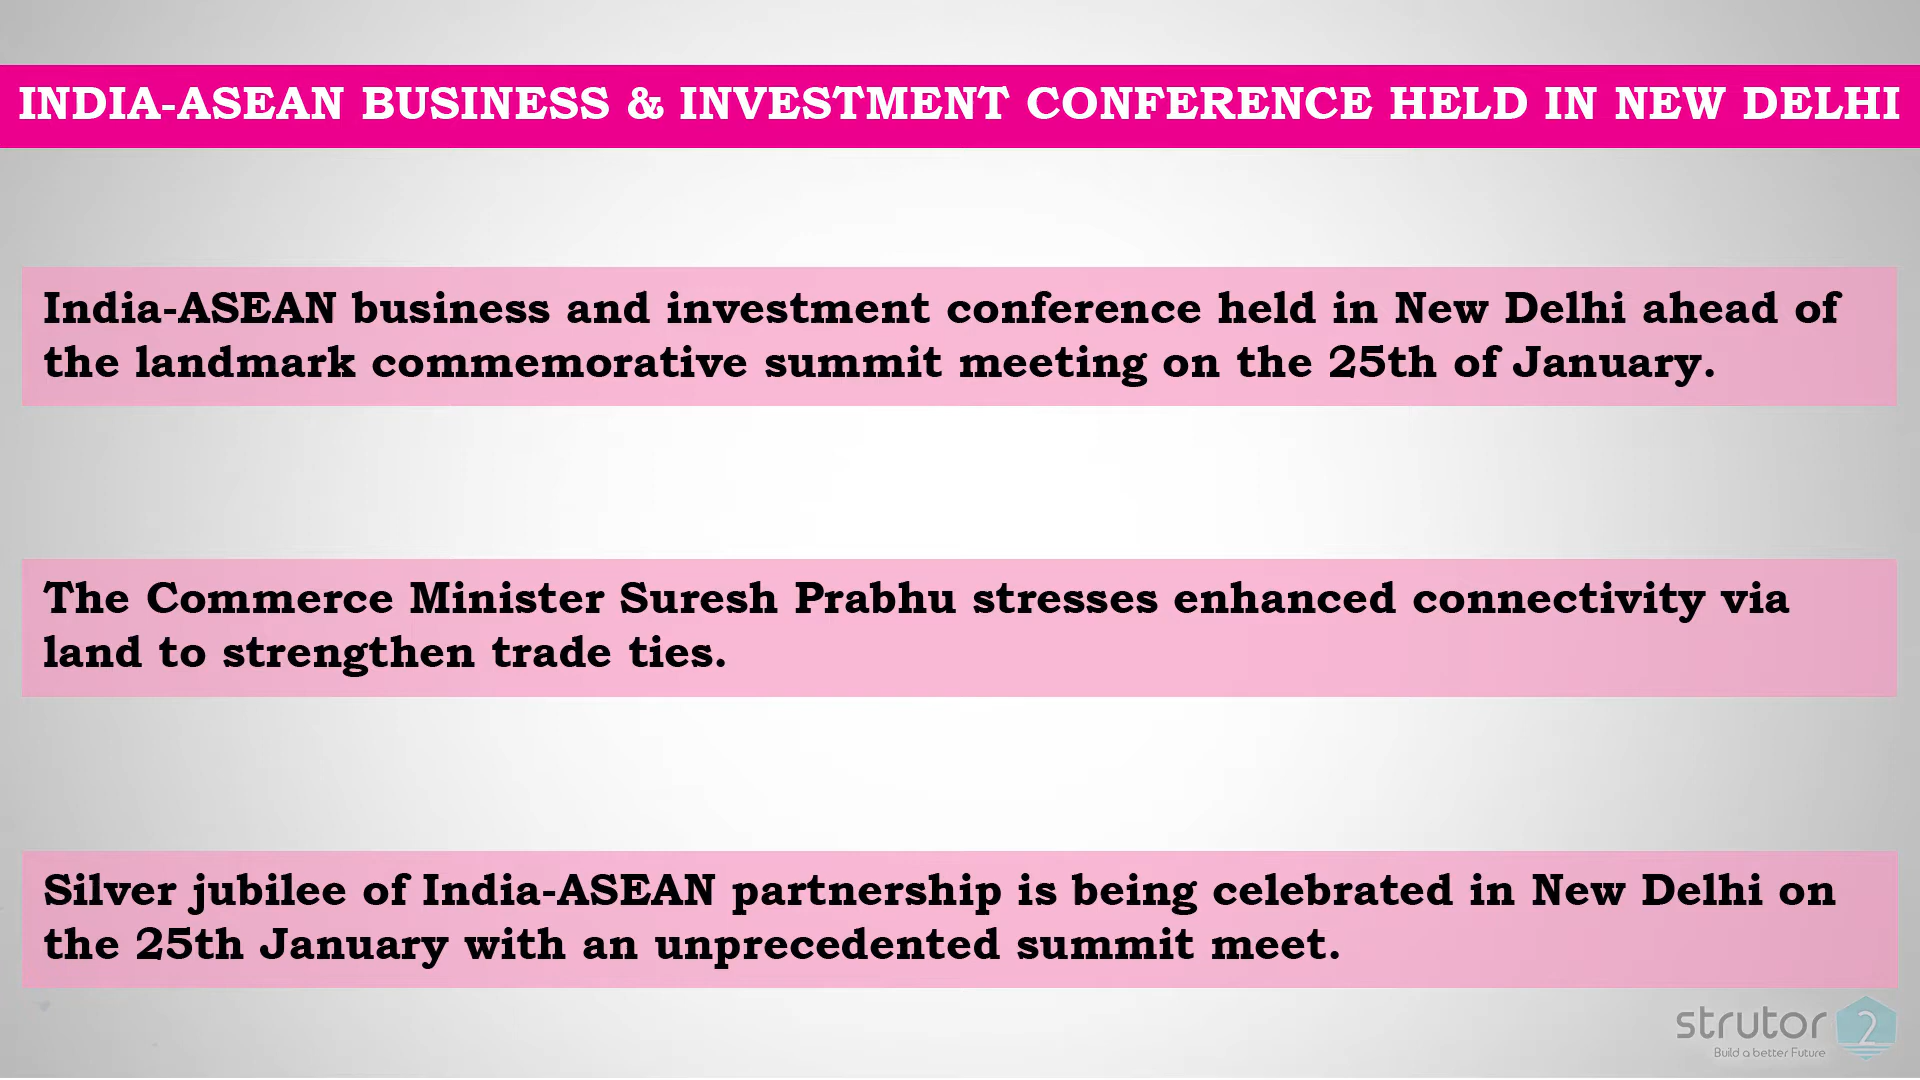 INDIA-ASEAN BUSINESS & INVESTMENT CONFERENCE HELD IN NEW DELHI
India-ASEAN business and investment conference held in New Delhi ahead of
the landmark commemorative summit meeting on the 25th of January.
The Commerce Minister Suresh Prabhu stresses enhanced connectivity via
land to strengthen trade ties.
Silver jubilee of India-ASEAN partnership is being celebrated in New Delhi on
the 25th January with an unprecedented summit meet.
strutor 2
Build a better Future